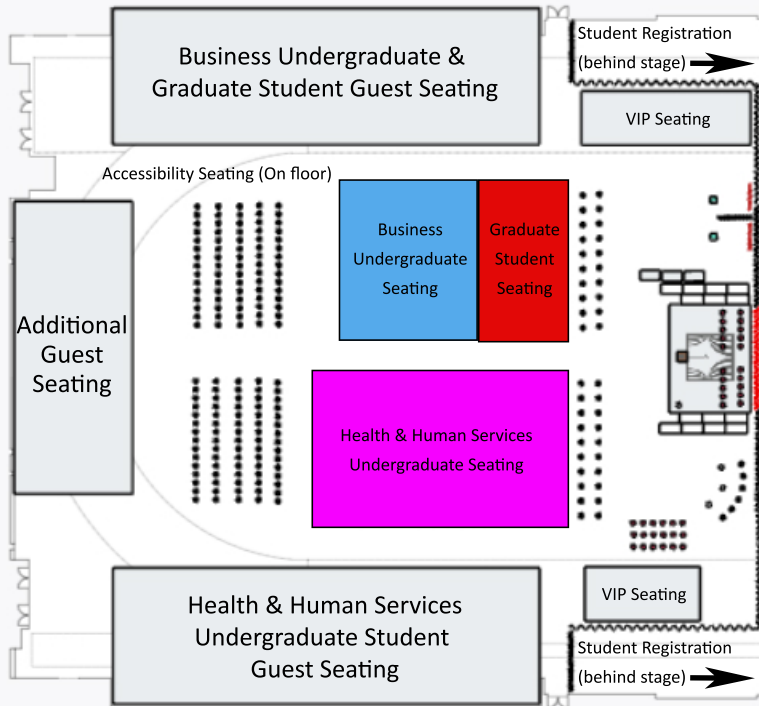 Business Undergraduate &
Graduate Student Guest Seating
Student Registration
(behind stage)
VIP Seating
Accessibility Seating (On floor)
Business
Undergraduate
Seating
Graduate
Student
Seating
Additional
Guest
Seating
Health & Human Services
Undergraduate Seating
Health & Human Services
Undergraduate Student
Guest Seating
VIP Seating
Student Registration
(behind stage)